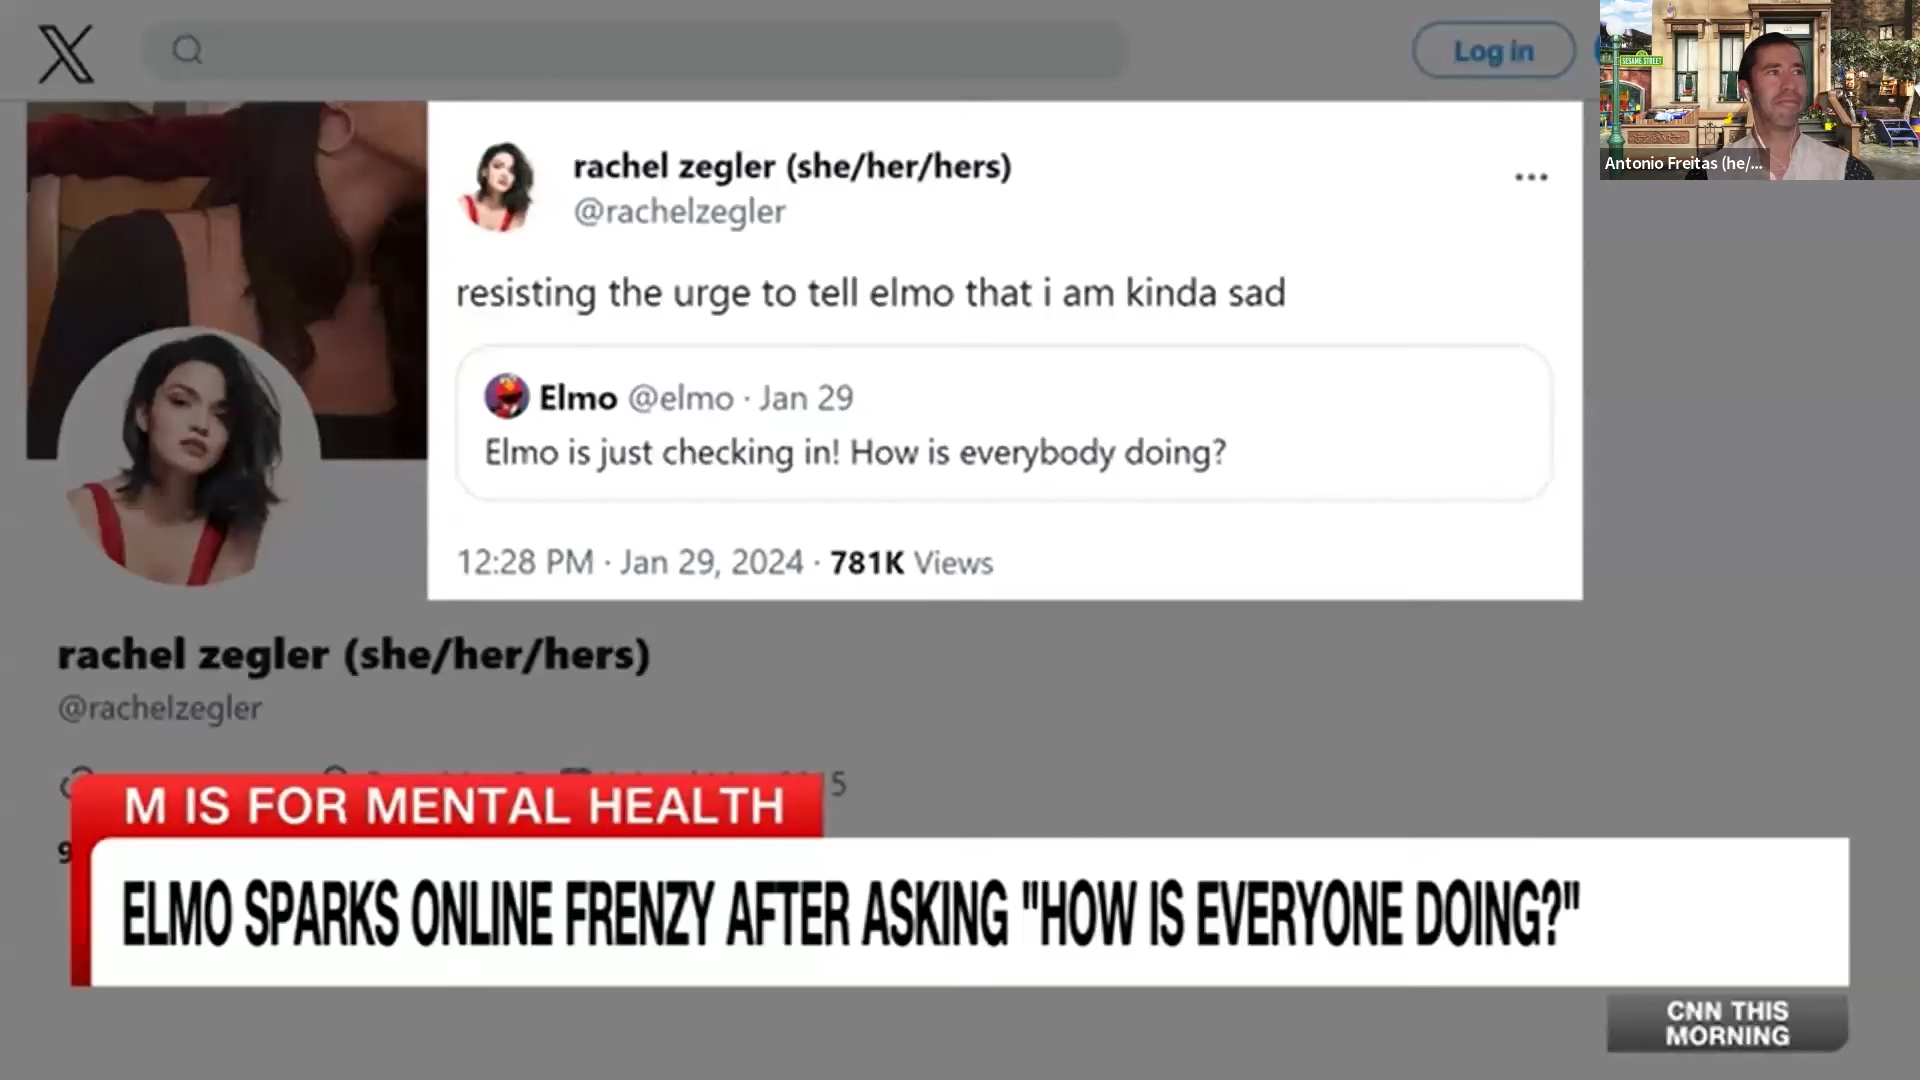 Log in
SESAME STREET
Antonio Freitas (he/...
rachel zegler (she/her/hers)
@rachelzegler
resisting the urge to tell elmo that i am kinda sad
Elmo @elmo · Jan 29
Elmo is just checking in! How is everybody doing?
12:28 PM · Jan 29, 2024 · 781K Views
rachel zegler (she/her/hers)
@rachelzegler
M IS FOR MENTAL HEALTH
ELMO SPARKS ONLINE FRENZY AFTER ASKING "HOW IS EVERYONE DOING?"
CNN THIS
MORNING